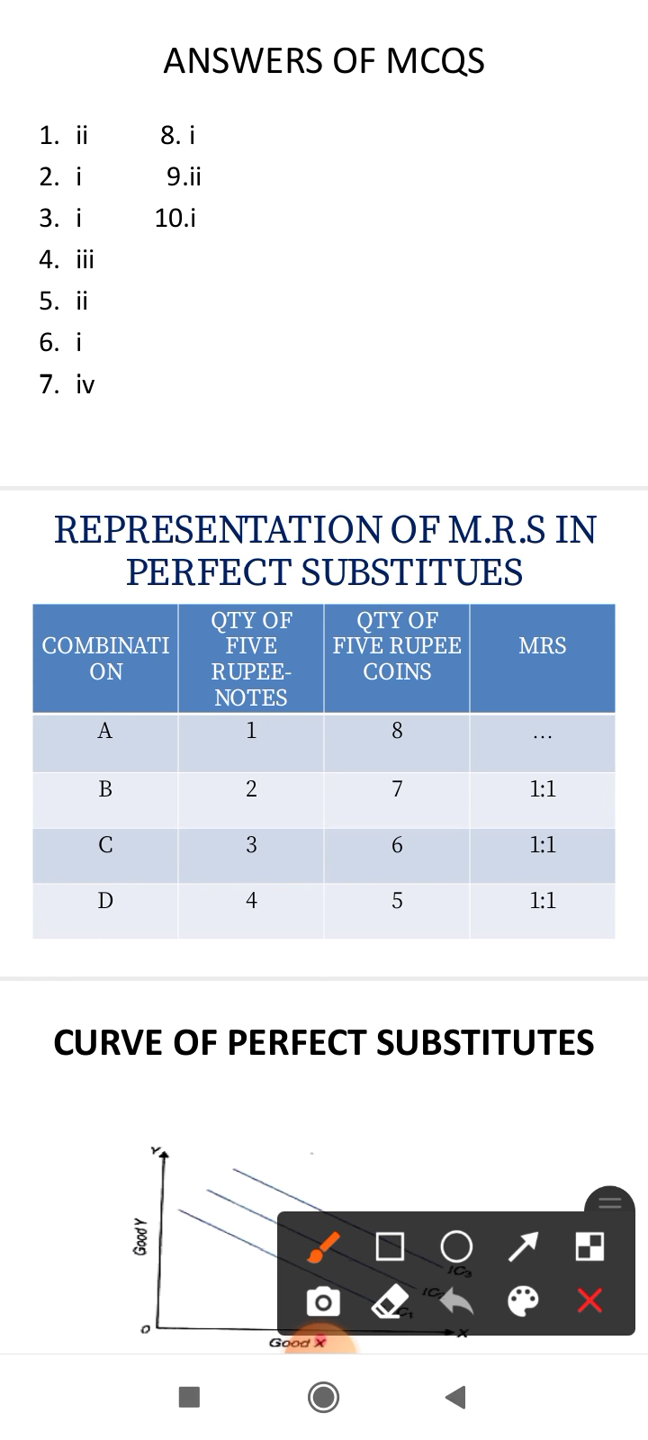 ANSWERS OF MCQS
1. ii 8. i
2. i 9.ii
3. i 10.i
4. iii
5. ii
6. i
7. iv
REPRESENTATION OF M.R.S IN
PERFECT SUBSTITUES
COMBINATI
ON
QTY OF
FIVE
RUPEE-
NOTES
QTY OF
FIVE RUPEE
COINS
MRS
A 1 8 ...
B 2 7 1:1
C 3 6 1:1
D 4 5 1:1
CURVE OF PERFECT SUBSTITUTES
Y
Good Y
IC3
O
X
Good X